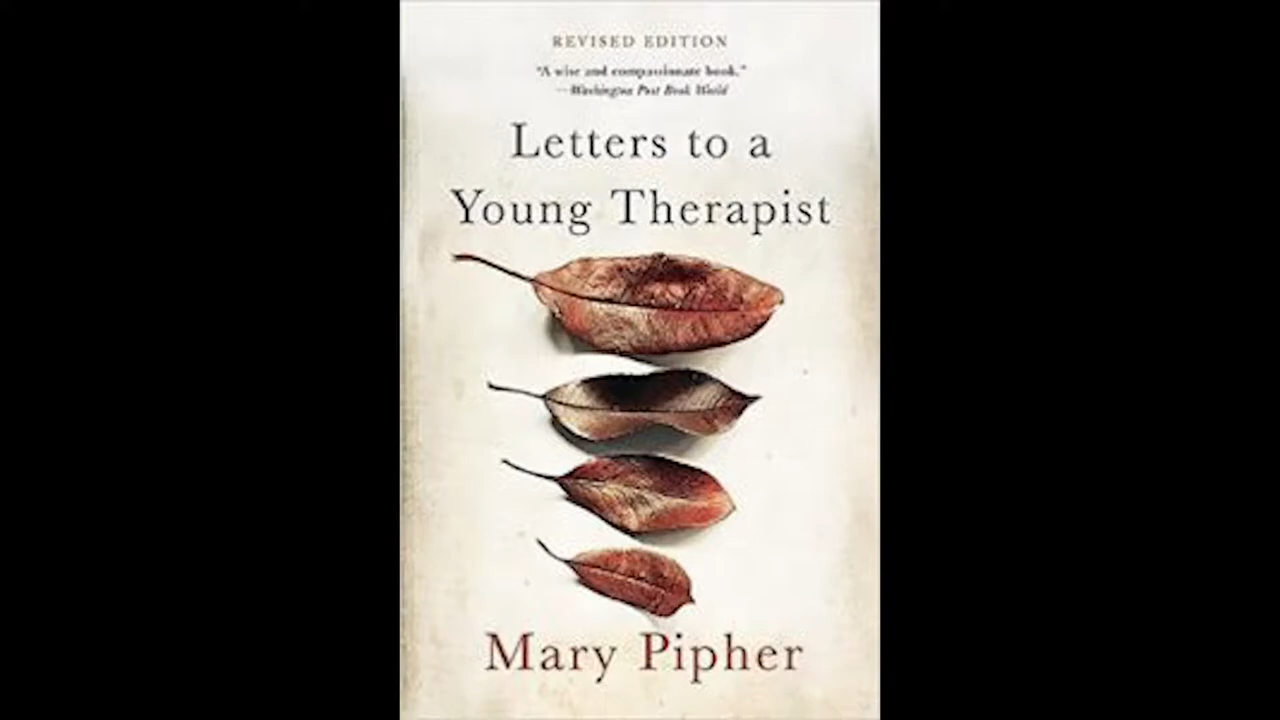 REVISED EDITION
"A wise and compassionate book."
—Washington Post Book World
Letters to a
Young Therapist
Mary Pipher